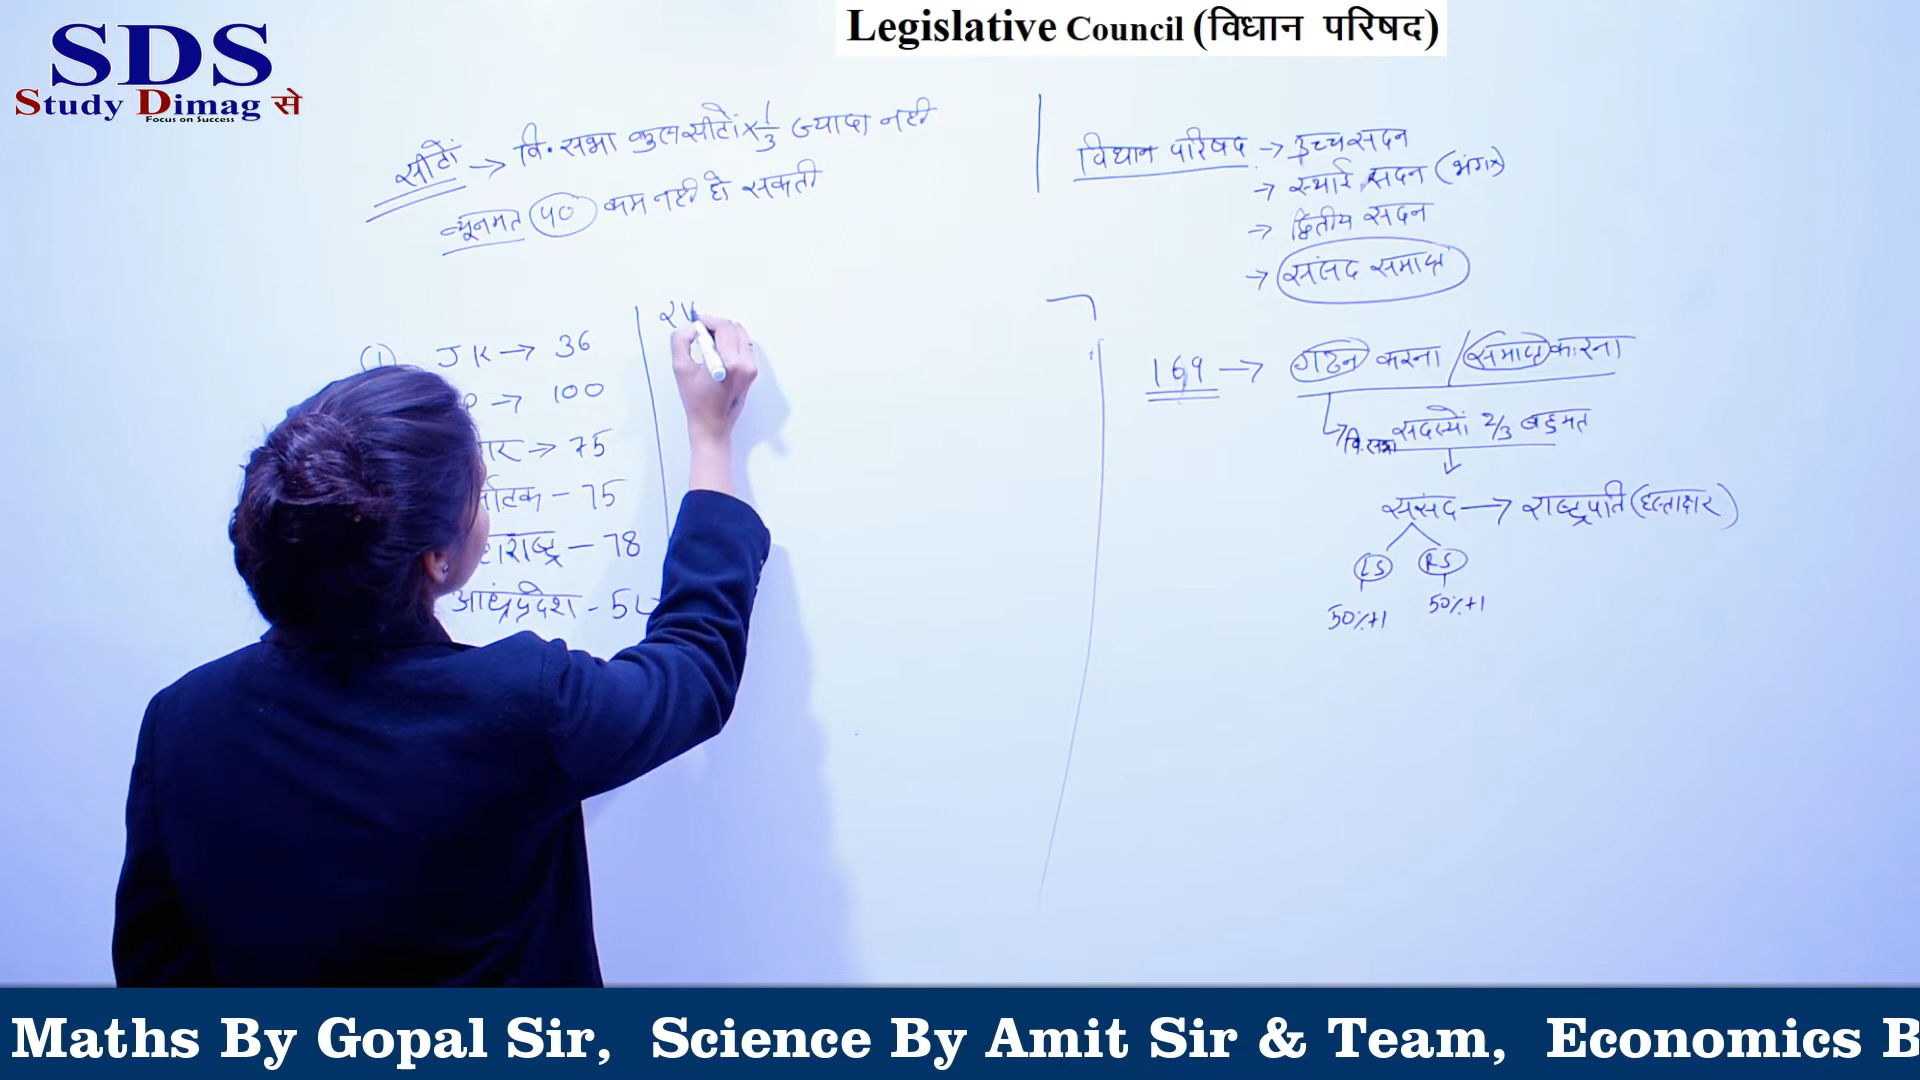 Legislative Council (विधान परिषद)
SDS
Study Dimag से
Focus on Success
सीटों → वि. सभा कुल सीटों × 1/3 ज्यादा नहीं
न्यूनमत 40 कम नहीं हो सकती
① JK → 36
P → 100
ार → 75
र्नाटक - 75
हाराष्ट्र - 78
आंध्रप्रदेश - 5
विधान परिषद → उच्च सदन
→ स्थाई सदन (भंग
→ द्वितीय सदन
→ संसद समाप्त
169 → गठन करना / समाप्त करना
वि.सभा सदस्यों 2/3 बहुमत
संसद → राष्ट्रपति (हस्ताक्षर)
LS RS
50%+1 50%+1
Maths By Gopal Sir, Science By Amit Sir & Team, Economics B